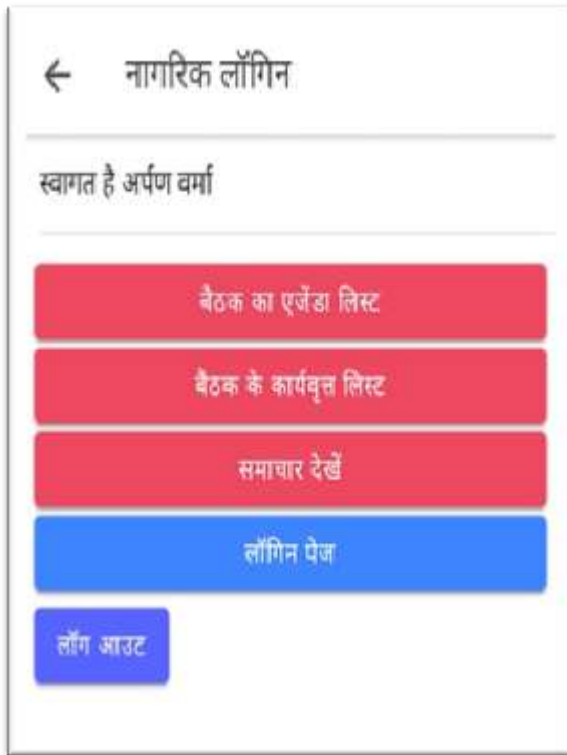 नागरिक लॉगिन
स्वागत है अर्पण वर्मा
बैठक का एजेंडा लिस्ट
बैठक के कार्यवृत्त लिस्ट
समाचार देखें
लॉगिन पेज
लॉग आउट